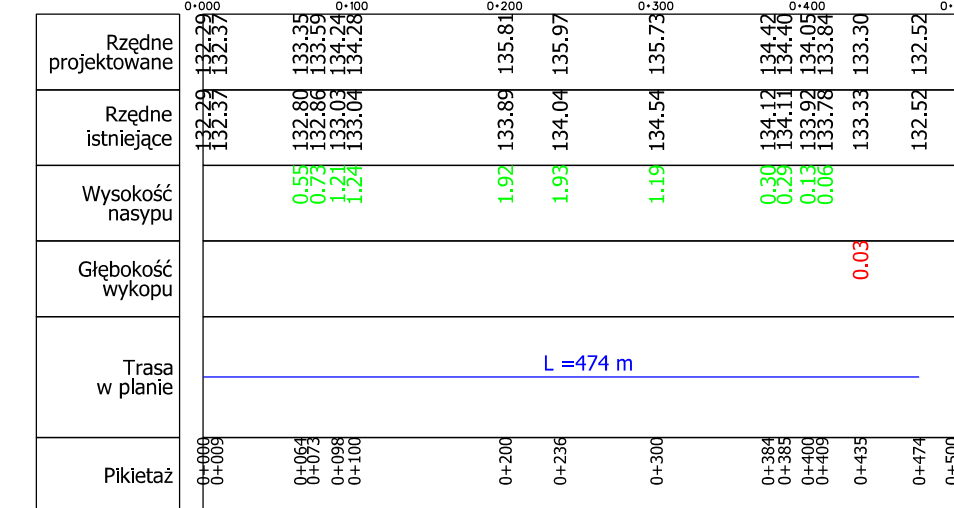 0+000 0+100 0+200 0+300 0+400
Rzędne
projektowane
132.29 132.37 133.35 133.59 134.24 134.28 135.81 135.97 135.73 134.42 134.40 134.05 133.84 133.30 132.52
Rzędne
istniejące
132.29 132.37 132.80 132.86 133.03 133.04 133.89 134.04 134.54 134.12 134.11 133.92 133.78 133.33 132.52
Wysokość
nasypu
0.55 0.73 1.21 1.24 1.92 1.93 1.19 0.30 0.29 0.13 0.06
Głębokość
wykopu
0.03
Trasa
w planie
L =474 m
Pikietaż
0+000 0+009 0+064 0+073 0+098 0+100 0+200 0+236 0+300 0+384 0+385 0+400 0+409 0+435 0+474 0+500